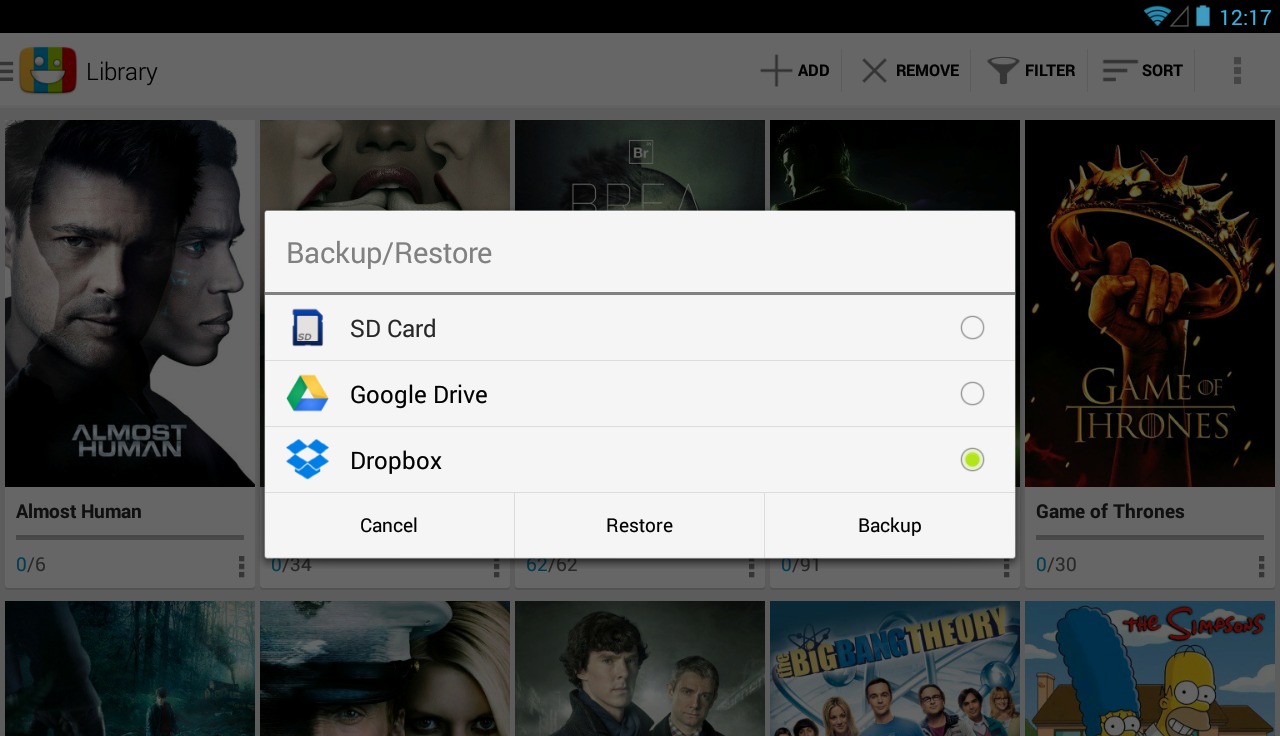 12:17
Library
ADD
REMOVE
FILTER
SORT
Br
BREA
Backup/Restore
SD
SD Card
Google Drive
Dropbox
Cancel
Restore
Backup
ALMOST
HUMAN
GAME OF
THRONES
Almost Human
Game of Thrones
0/6
0/34
62/62
0/91
0/30
THE
BIG BANG THEORY
THE SIMPSONS